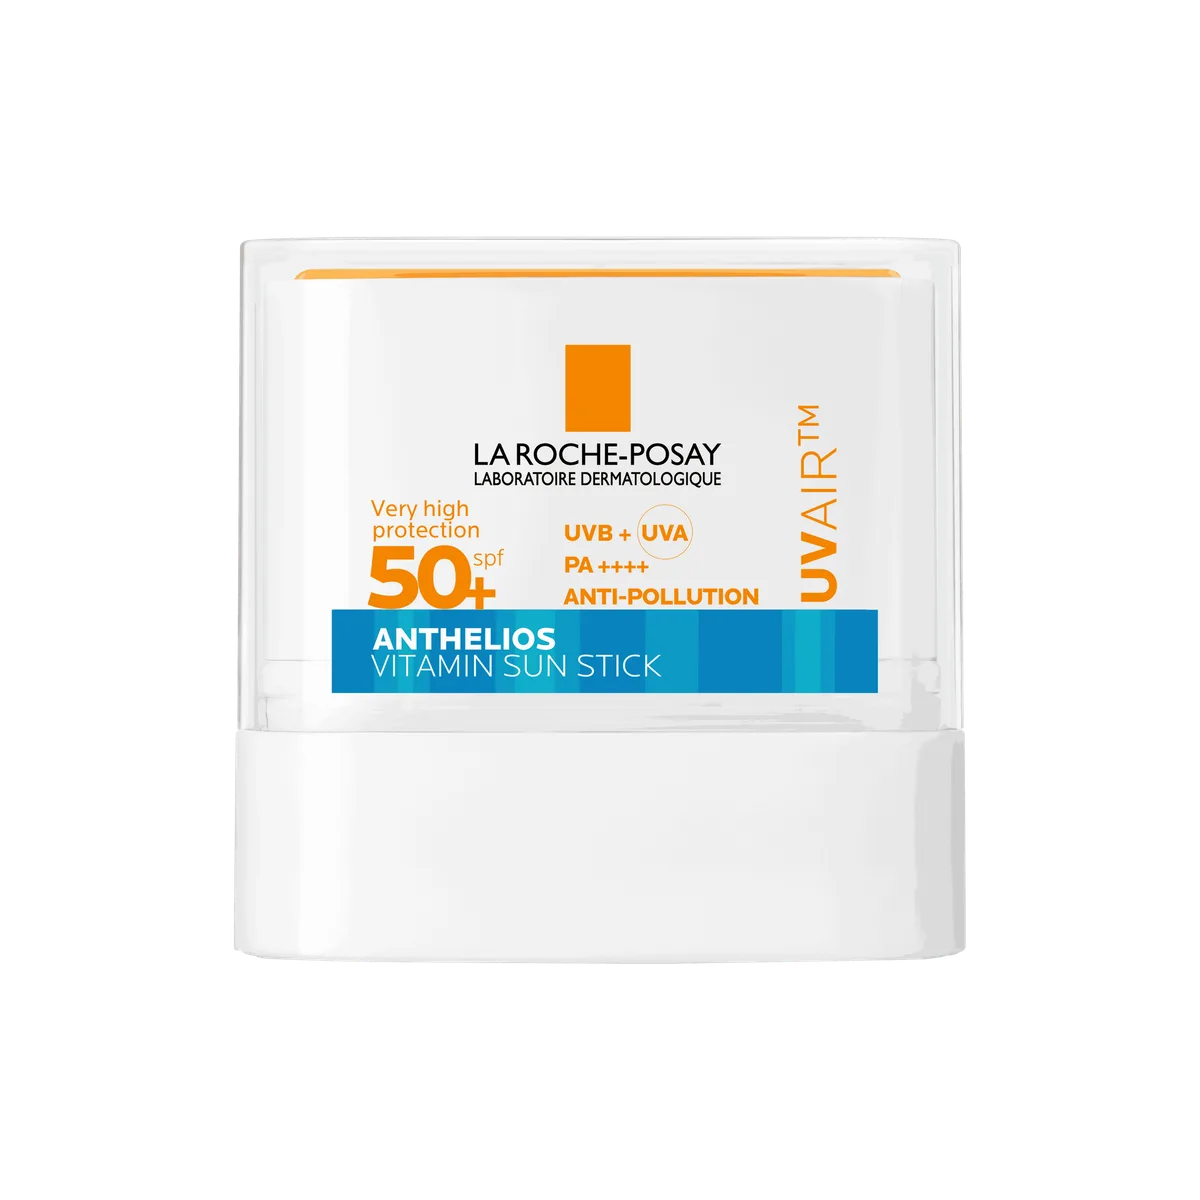 LA ROCHE-POSAY
LABORATOIRE DERMATOLOGIQUE
Very high
protection
50+ spf
UVB + UVA
PA ++++
ANTI-POLLUTION
UVAIR™
ANTHELIOS
VITAMIN SUN STICK